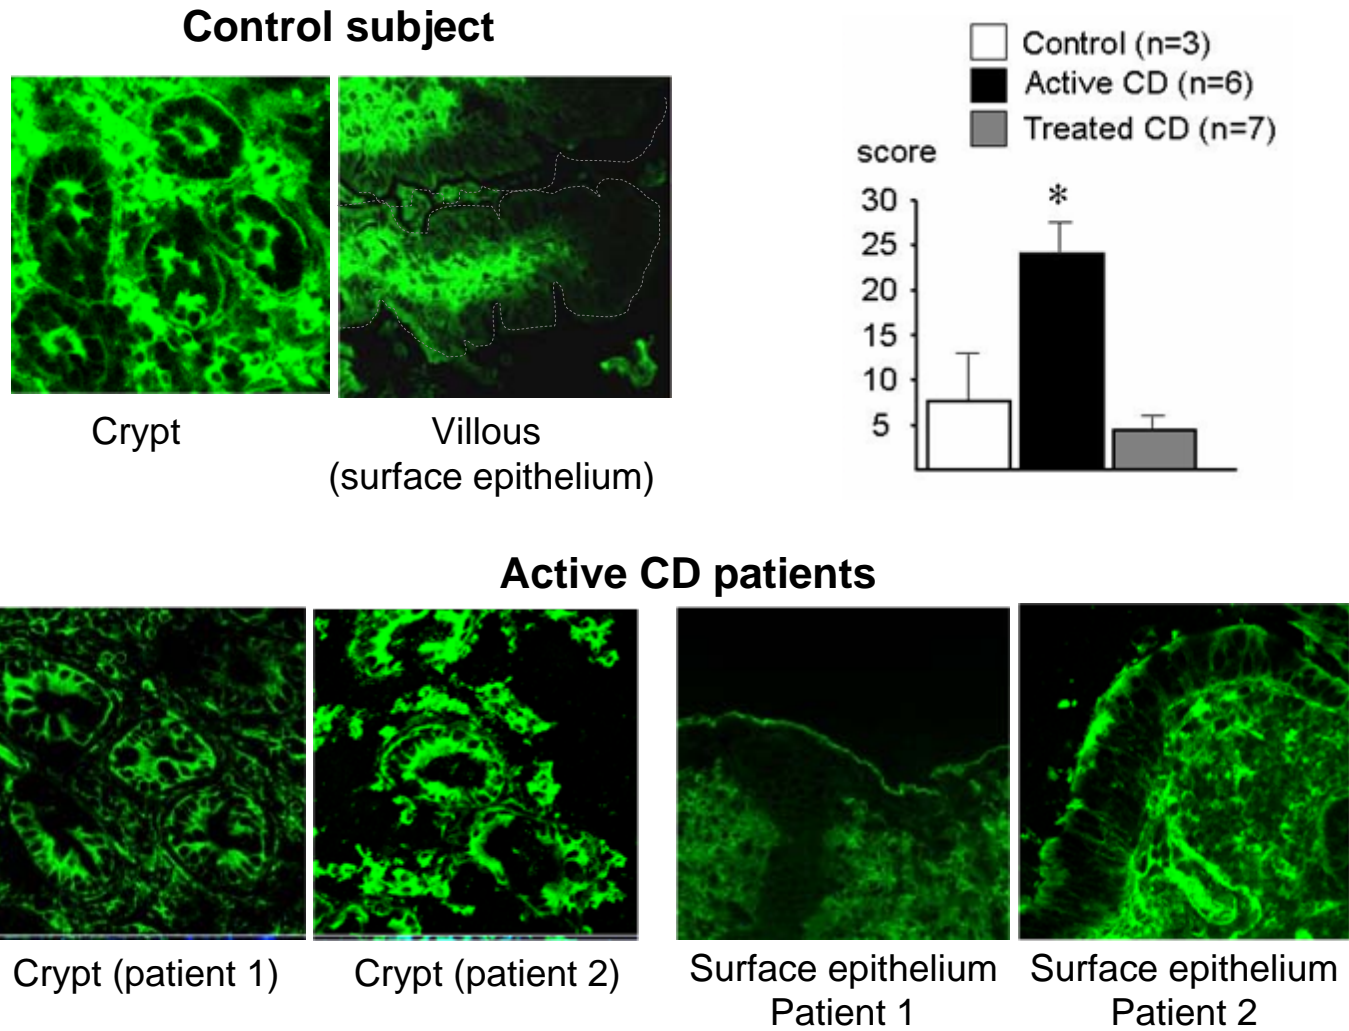 Control subject
Crypt
Villous
(surface epithelium)
Control (n=3)
Active CD (n=6)
Treated CD (n=7)
score
*
30
25
20
15
10
5
Active CD patients
Crypt (patient 1)
Crypt (patient 2)
Surface epithelium
Patient 1
Surface epithelium
Patient 2